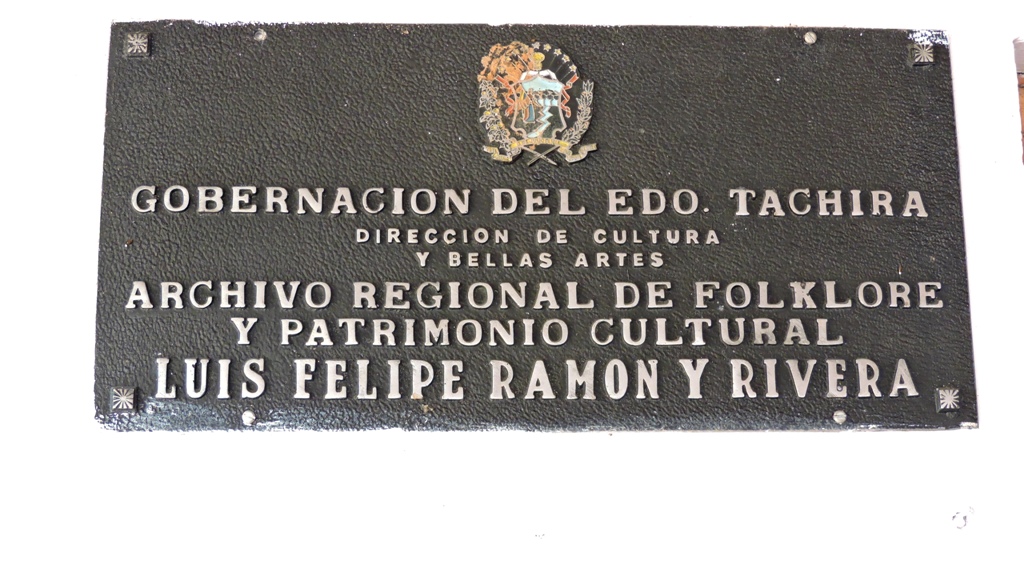 GOBERNACION DEL EDO. TACHIRA
DIRECCION DE CULTURA
Y BELLAS ARTES
ARCHIVO REGIONAL DE FOLKLORE
Y PATRIMONIO CULTURAL
LUIS FELIPE RAMON Y RIVERA